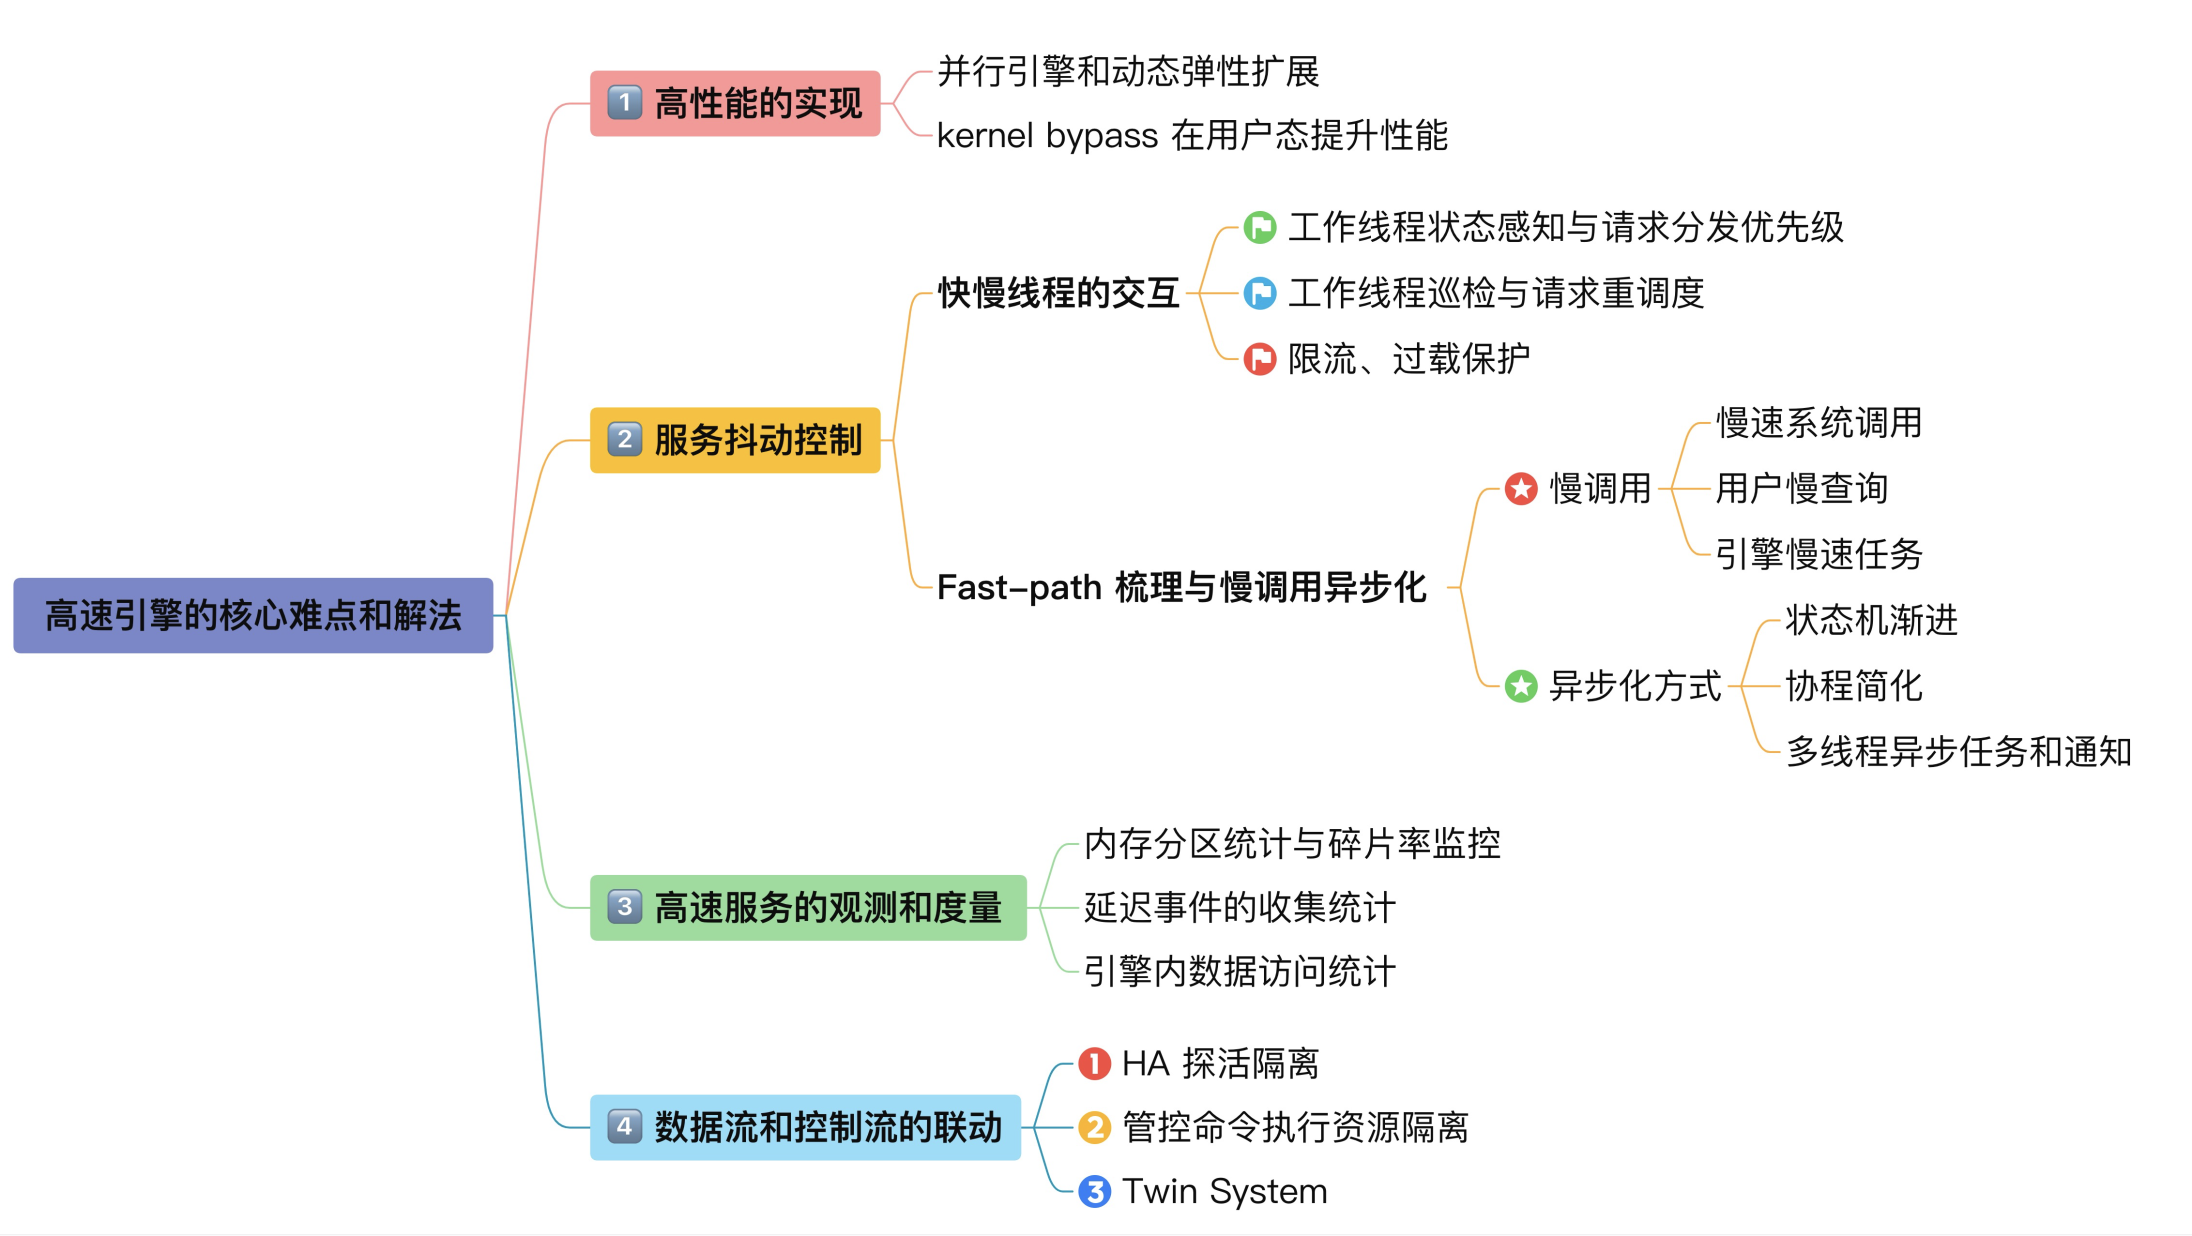 高速引擎的核心难点和解法
1 高性能的实现
并行引擎和动态弹性扩展
kernel bypass 在用户态提升性能
2 服务抖动控制
快慢线程的交互
工作线程状态感知与请求分发优先级
工作线程巡检与请求重调度
限流、过载保护
Fast-path 梳理与慢调用异步化
慢调用
慢速系统调用
用户慢查询
引擎慢速任务
异步化方式
状态机渐进
协程简化
多线程异步任务和通知
3 高速服务的观测和度量
内存分区统计与碎片率监控
延迟事件的收集统计
引擎内数据访问统计
4 数据流和控制流的联动
1 HA 探活隔离
2 管控命令执行资源隔离
3 Twin System